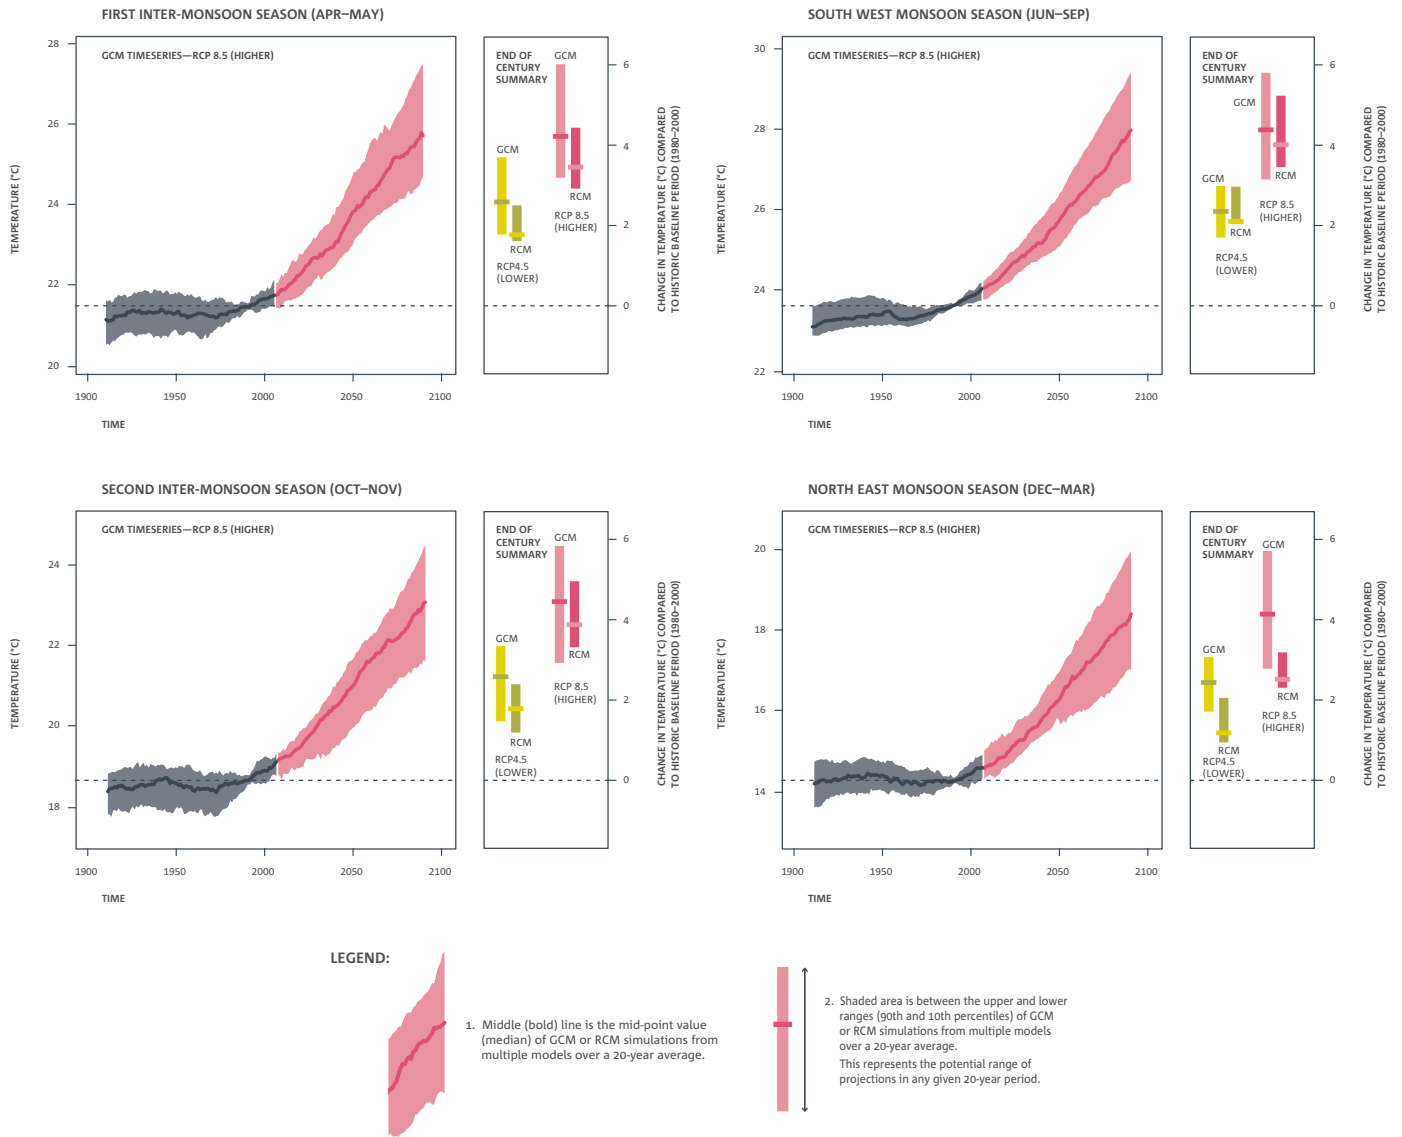 FIRST INTER-MONSOON SEASON (APR–MAY)
GCM TIMESERIES—RCP 8.5 (HIGHER)
TEMPERATURE (°C)
28
26
24
22
20
1900
1950
2000
2050
2100
TIME
END OF
CENTURY
SUMMARY
GCM
GCM
RCM
RCM
RCP 8.5
(HIGHER)
RCP4.5
(LOWER)
6
4
2
0
CHANGE IN TEMPERATURE (°C) COMPARED
TO HISTORIC BASELINE PERIOD (1980–2000)
SOUTH WEST MONSOON SEASON (JUN–SEP)
GCM TIMESERIES—RCP 8.5 (HIGHER)
TEMPERATURE (°C)
30
28
26
24
22
1900
1950
2000
2050
2100
TIME
END OF
CENTURY
SUMMARY
GCM
GCM
RCM
RCM
RCP 8.5
(HIGHER)
RCP4.5
(LOWER)
6
4
2
0
CHANGE IN TEMPERATURE (°C) COMPARED
TO HISTORIC BASELINE PERIOD (1980–2000)
SECOND INTER-MONSOON SEASON (OCT–NOV)
GCM TIMESERIES—RCP 8.5 (HIGHER)
TEMPERATURE (°C)
24
22
20
18
1900
1950
2000
2050
2100
TIME
END OF
CENTURY
SUMMARY
GCM
GCM
RCM
RCP 8.5
(HIGHER)
RCM
RCP4.5
(LOWER)
6
4
2
0
CHANGE IN TEMPERATURE (°C) COMPARED
TO HISTORIC BASELINE PERIOD (1980–2000)
NORTH EAST MONSOON SEASON (DEC–MAR)
GCM TIMESERIES—RCP 8.5 (HIGHER)
TEMPERATURE (°C)
20
18
16
14
1900
1950
2000
2050
2100
TIME
END OF
CENTURY
SUMMARY
GCM
GCM
RCM
RCP 8.5
(HIGHER)
RCM
RCP4.5
(LOWER)
6
4
2
0
CHANGE IN TEMPERATURE (°C) COMPARED
TO HISTORIC BASELINE PERIOD (1980–2000)
LEGEND:
1. Middle (bold) line is the mid-point value
(median) of GCM or RCM simulations from
multiple models over a 20-year average.
2. Shaded area is between the upper and lower
ranges (90th and 10th percentiles) of GCM
or RCM simulations from multiple models
over a 20-year average.
This represents the potential range of
projections in any given 20-year period.